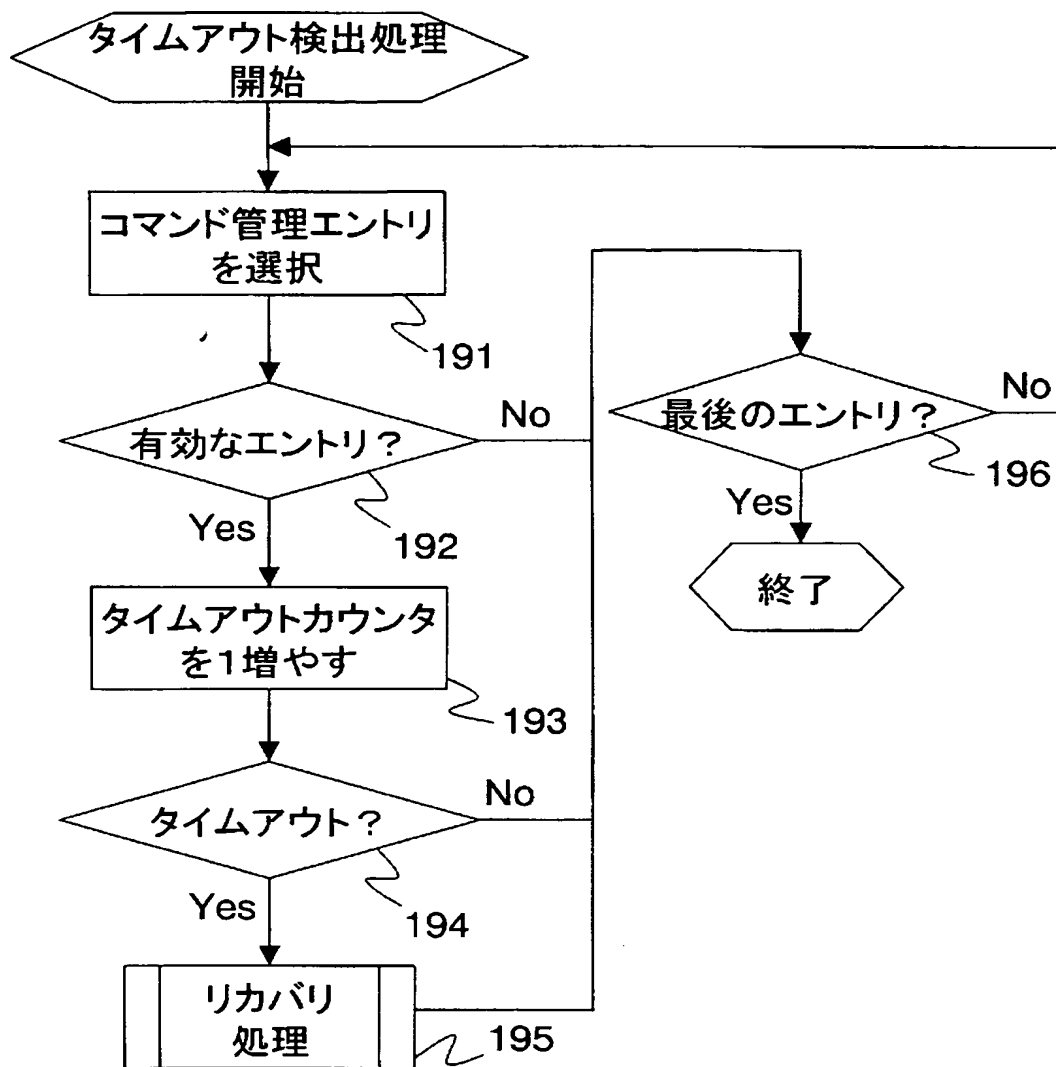 タイムアウト検出処理
開始
コマンド管理エントリ
を選択
191
有効なエントリ？
No
192
Yes
タイムアウトカウンタ
を1増やす
193
タイムアウト？
No
194
Yes
リカバリ
処理
195
最後のエントリ？
No
196
Yes
終了